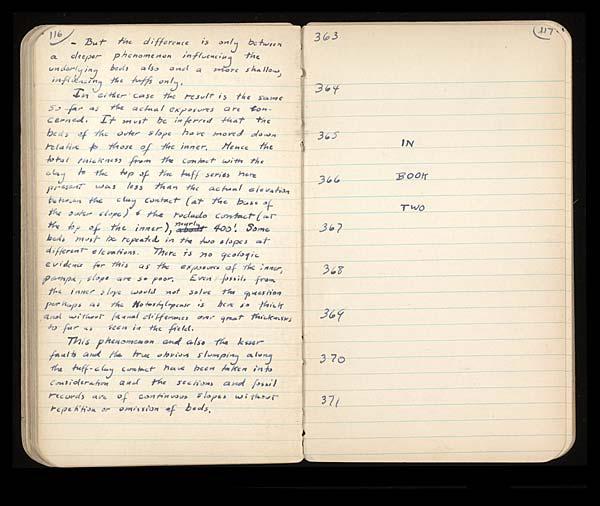 116
- But the difference is only between
a deeper phenomenon influencing the
underlying beds also and a more shallow,
influencing the tuffs only.
In either case the result is the same
so far as the actual exposures are con-
cerned. It must be inferred that the
beds of the outer slope have moved down
relative to those of the inner. Hence the
total thickness from the contact with the
clay to the top of the tuff series here
present was less than the actual elevation
between the clay contact (at the base of
the outer slope) & the rodado contact (at
the top of the inner), nearly about 400'. Some
beds must be repeated in the two slopes at
different elevations. There is no geologic
evidence for this as the exposures of the inner,
pampa, slope are so poor. Even fossils from
the inner slope would not solve the question
perhaps as the Notostylopense is here so thick
and without faunal differences over great thicknesses
so far as seen in the field.
This phenomenon and also the lesser
faults and the true obvious slumping along
the tuff-clay contact have been taken into
consideration and the sections and fossil
records are of continuous slopes without
repetition or omission of beds.
117
363
364
365
IN
366
BOOK
TWO
367
368
369
370
371